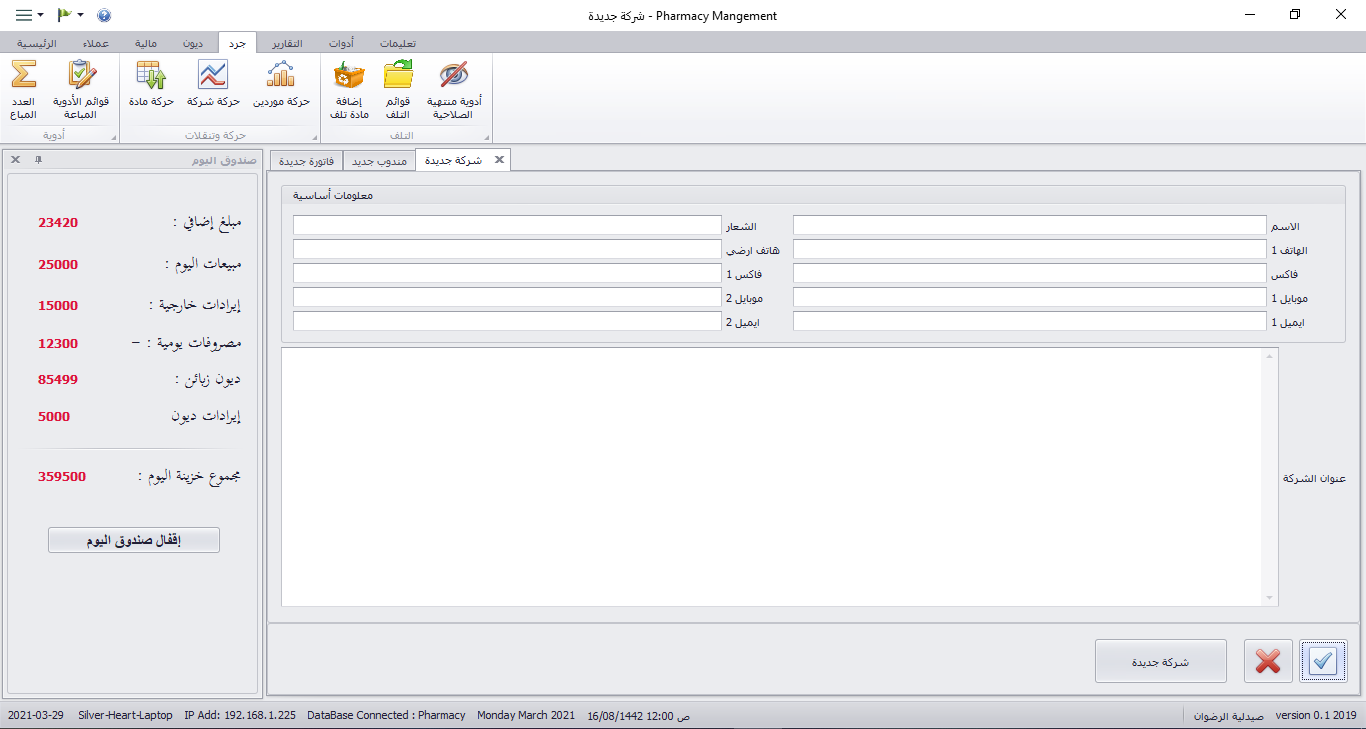 شركة جديدة - Pharmacy Mangement
الرئيسية عملاء مالية ديون جرد التقارير أدوات تعليمات
العدد المباع
قوائم الأدوية المباعة
حركة مادة
حركة شركة
حركة موردين
إضافة مادة تلف
قوائم التلف
أدوية منتهية الصلاحية
أدوية
حركة وتنقلات
التلف
صندوق اليوم
مبلغ إضافي : 23420
مبيعات اليوم : 25000
إيرادات خارجية : 15000
مصروفات يومية : – 12300
ديون زبائن : 85499
إيرادات ديون 5000
مجموع خزينة اليوم : 359500
إقفال صندوق اليوم
فاتورة جديدة
مندوب جديد
شركة جديدة
معلومات أساسية
الاسم
الشعار
الهاتف 1
هاتف ارضي
فاكس
فاكس 1
موبايل 1
موبايل 2
ايميل 1
ايميل 2
عنوان الشركة
شركة جديدة
2021-03-29 Silver-Heart-Laptop IP Add: 192.168.1.225 DataBase Connected : Pharmacy Monday March 2021 16/08/1442 12:00 ص
صيدلية الرضوان version 0.1 2019